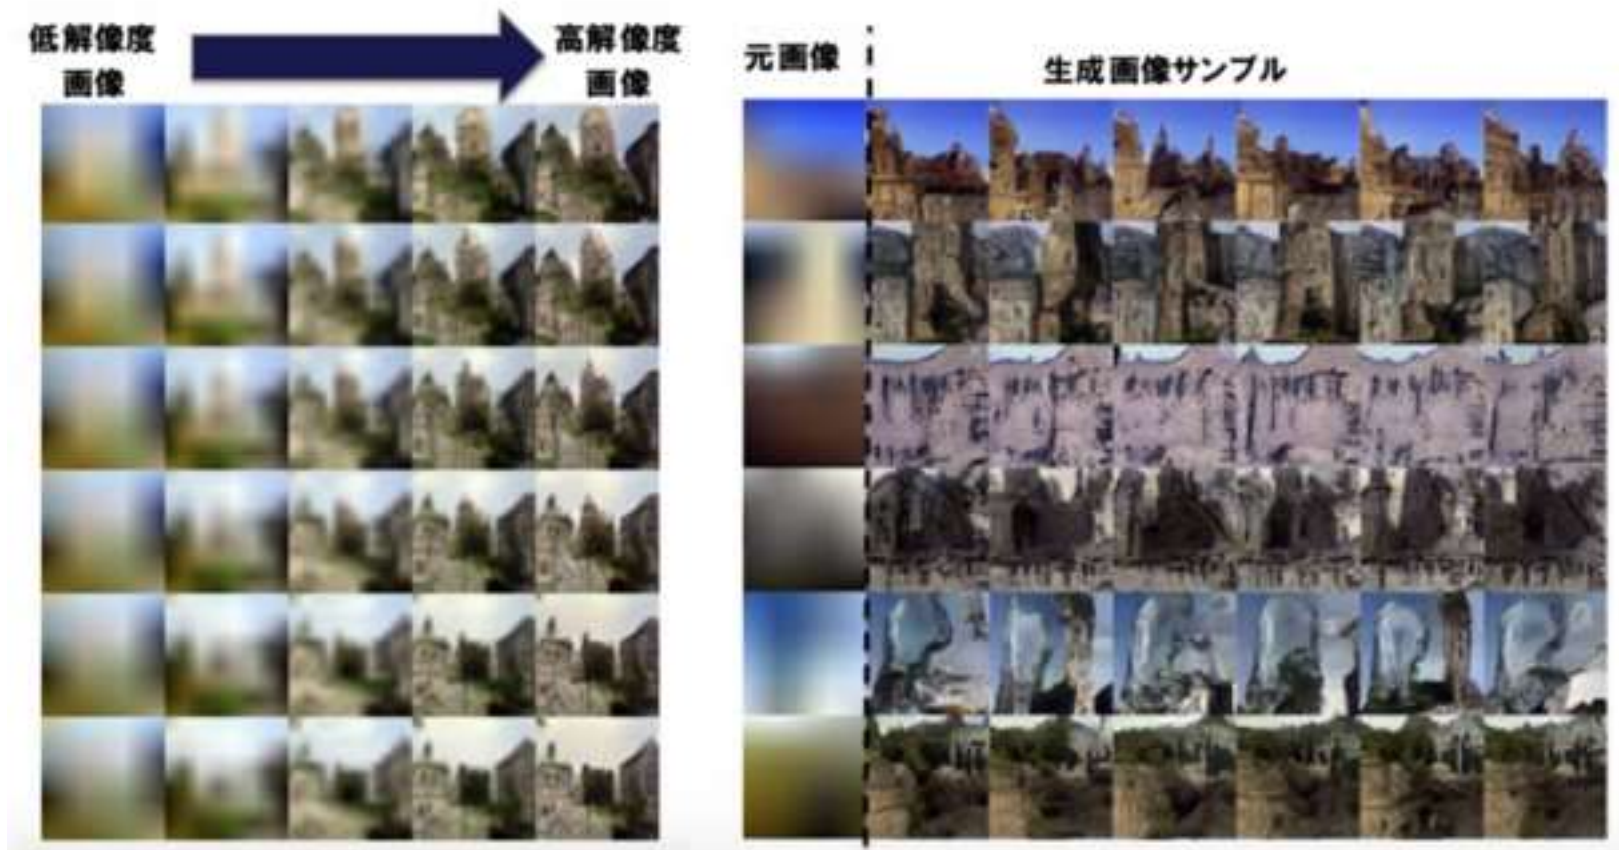 低解像度
画像
高解像度
画像
元画像
生成画像サンプル